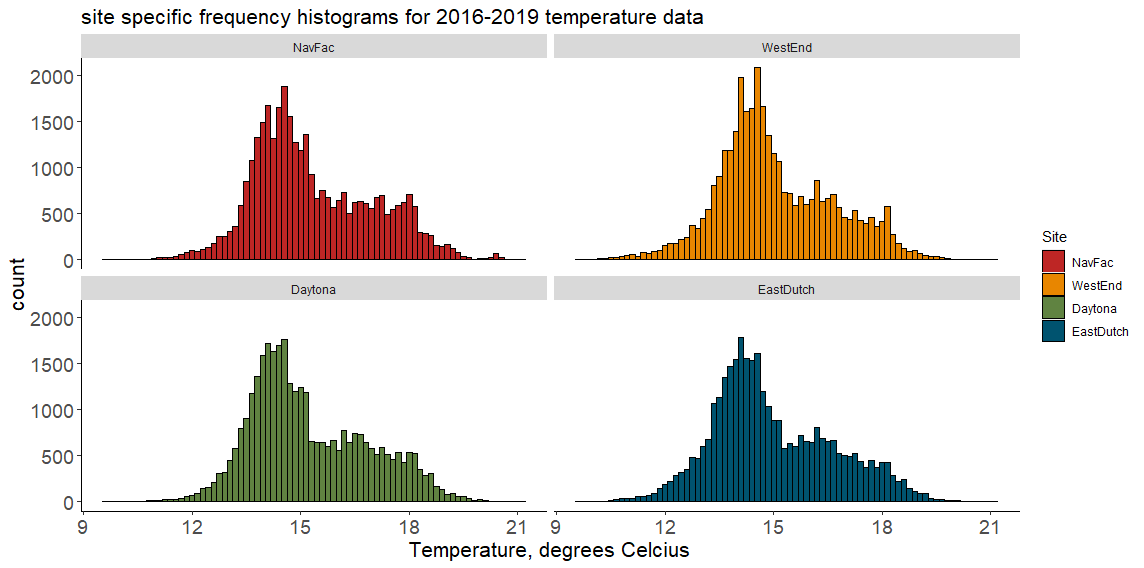 site specific frequency histograms for 2016-2019 temperature data
NavFac
WestEnd
2000
1500
1000
500
0
Daytona
EastDutch
2000
1500
1000
500
0
count
9 12 15 18 21
9 12 15 18 21
Temperature, degrees Celcius
Site
NavFac
WestEnd
Daytona
EastDutch